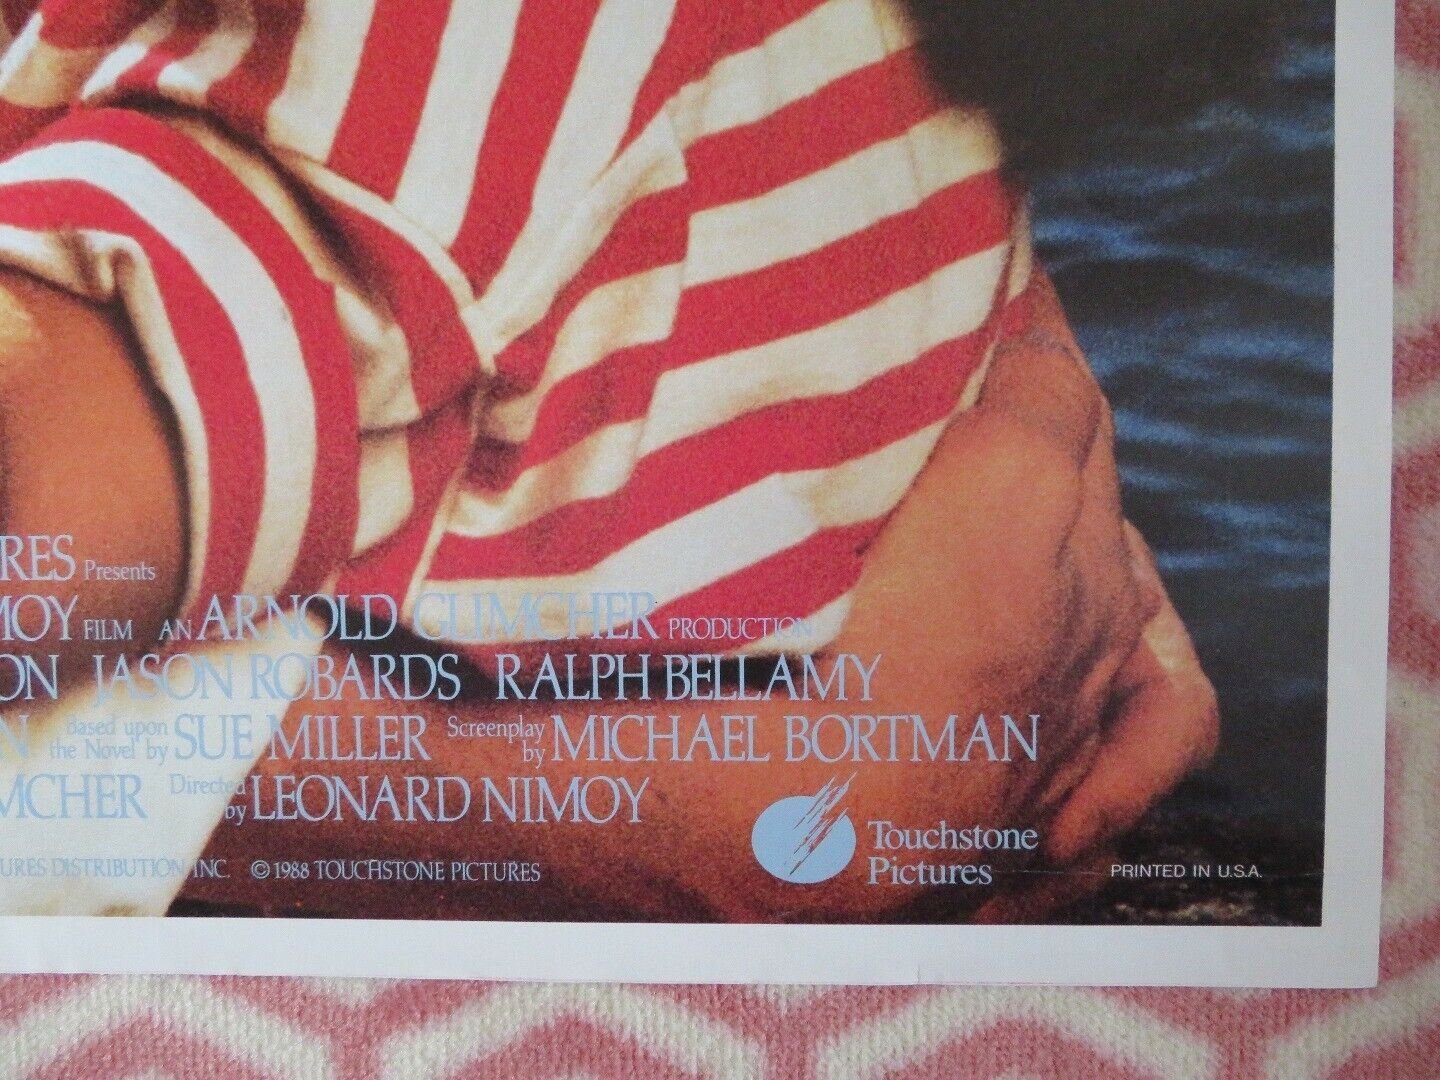 RES Presents
MOY FILM AN ARNOLD GLIMCHER PRODUCTION
ON JASON ROBARDS RALPH BELLAMY
N Based upon the Novel by SUE MILLER Screenplay by MICHAEL BORTMAN
MCHER Directed by LEONARD NIMOY
URES DISTRIBUTION, INC. ©1988 TOUCHSTONE PICTURES
Touchstone
Pictures
PRINTED IN U.S.A.